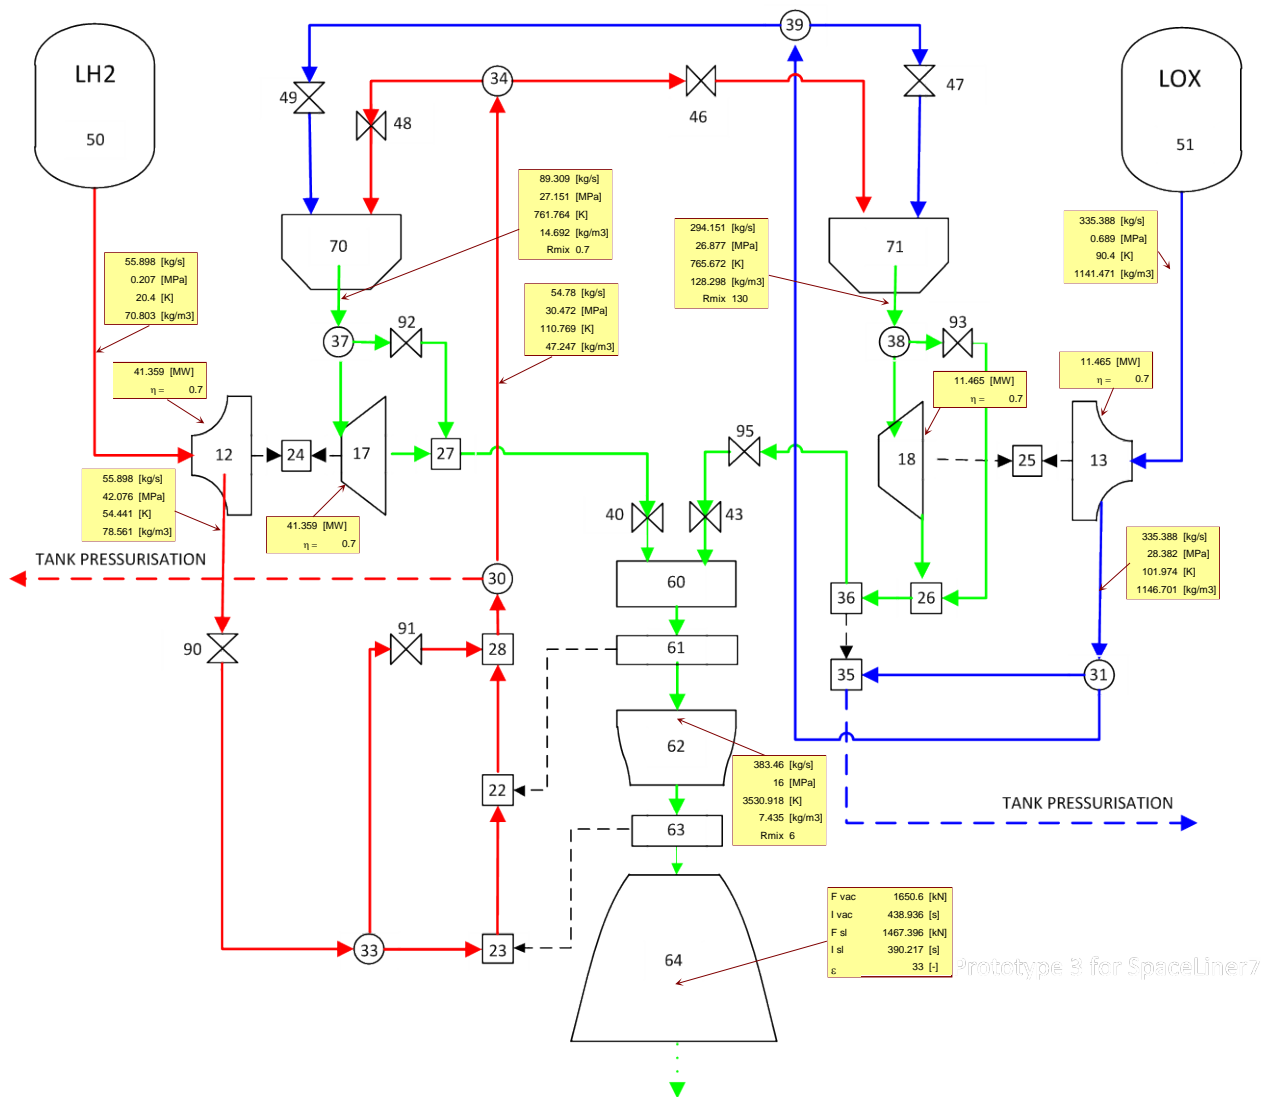 39
LH2
50
LOX
51
34
49
48
46
47
89.309 [kg/s]
27.151 [MPa]
761.764 [K]
14.692 [kg/m3]
Rmix 0.7
294.151 [kg/s]
26.877 [MPa]
765.672 [K]
128.298 [kg/m3]
Rmix 130
335.388 [kg/s]
0.689 [MPa]
90.4 [K]
1141.471 [kg/m3]
70
71
55.898 [kg/s]
0.207 [MPa]
20.4 [K]
70.803 [kg/m3]
54.78 [kg/s]
30.472 [MPa]
110.769 [K]
47.247 [kg/m3]
92
93
37
38
41.359 [MW]
η = 0.7
11.465 [MW]
η = 0.7
11.465 [MW]
η = 0.7
12
24
17
27
95
18
25
13
55.898 [kg/s]
42.076 [MPa]
54.441 [K]
78.561 [kg/m3]
41.359 [MW]
η = 0.7
40
43
335.388 [kg/s]
28.382 [MPa]
101.974 [K]
1146.701 [kg/m3]
TANK PRESSURISATION
30
60
36
26
90
91
28
61
35
31
62
22
383.46 [kg/s]
16 [MPa]
3530.918 [K]
7.435 [kg/m3]
Rmix 6
TANK PRESSURISATION
63
33
23
64
F vac 1650.6 [kN]
I vac 438.936 [s]
F sl 1467.396 [kN]
I sl 390.217 [s]
ε 33 [-]
Prototype 3 for SpaceLiner7